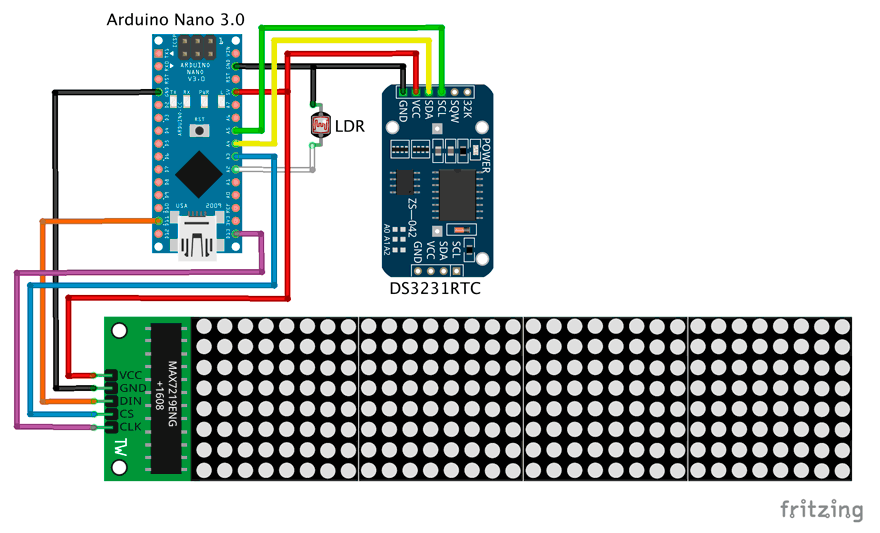 Arduino Nano 3.0
ARDUINO
NANO
V3.0
TX RX PWR L
RST
USA 2009
LDR
GND
VCC
SDA
SCL
SQW
32K
POWER
ZS-042
A0 A1 A2
GND
VCC
SDA
SCL
DS3231RTC
VCC
GND
DIN
CS
CLK
MAX7219ENG
+1608
TW
fritzing